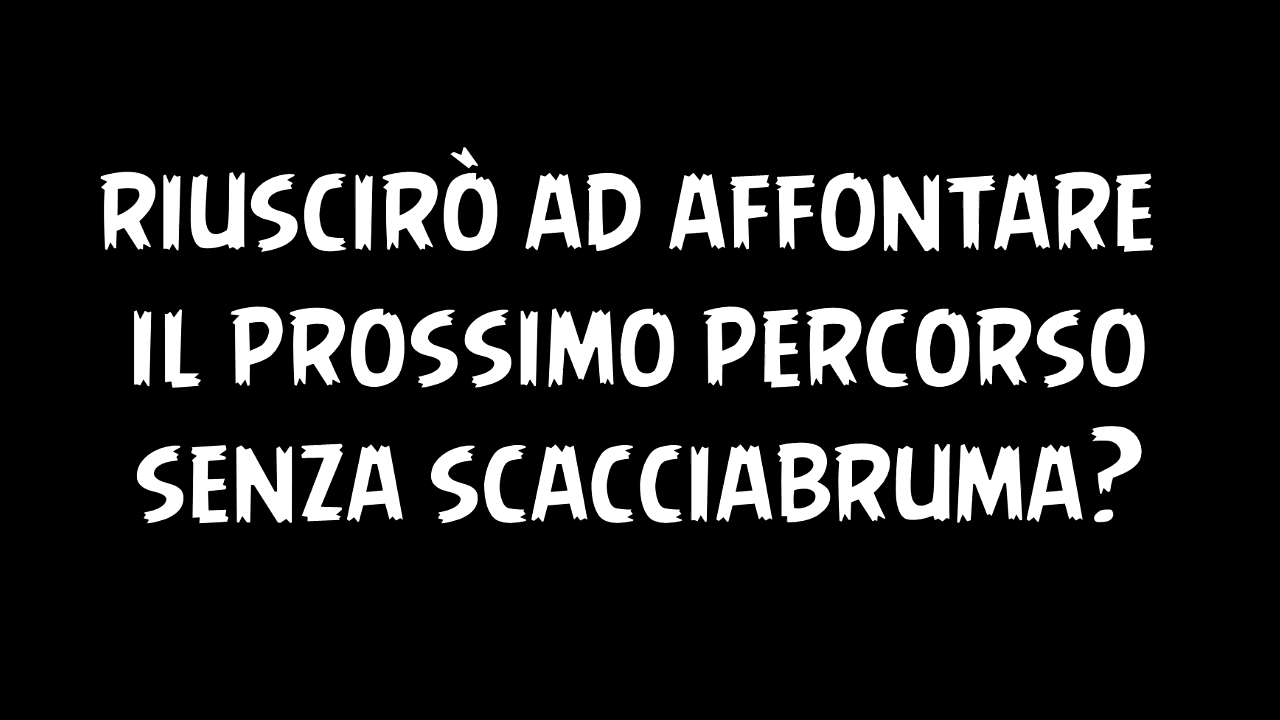 RIUSCIRÒ AD AFFONTARE
IL PROSSIMO PERCORSO
SENZA SCACCIABRUMA?